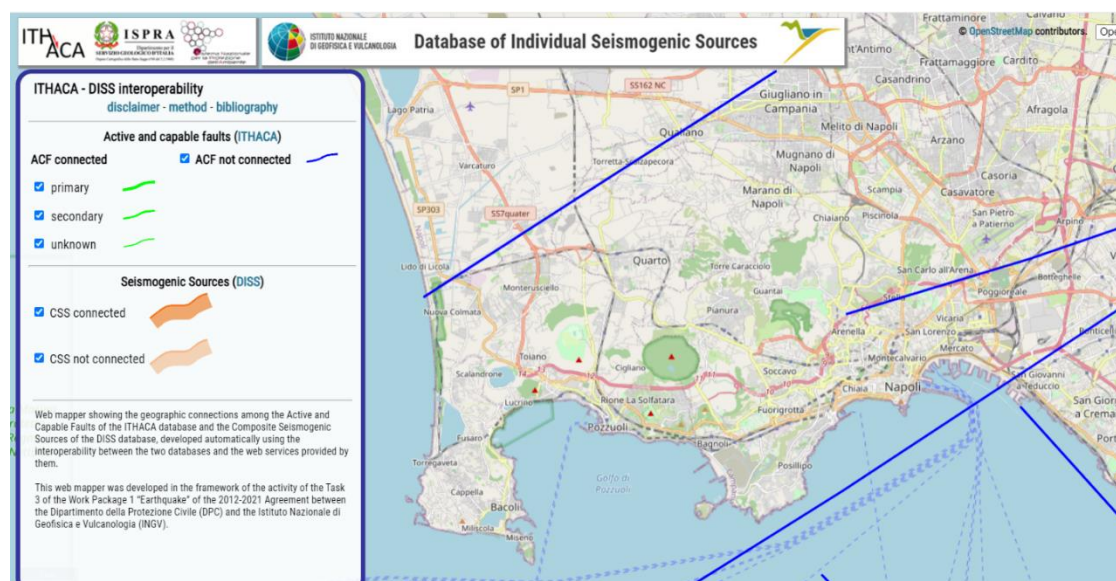 ITHACA
ISPRA
ISTITUTO NAZIONALE
DI GEOFISICA E VULCANOLOGIA
Database of Individual Seismogenic Sources
© OpenStreetMap contributors.
ITHACA - DISS interoperability
disclaimer - method - bibliography
Active and capable faults (ITHACA)
ACF connected
ACF not connected
primary
secondary
unknown
Seismogenic Sources (DISS)
CSS connected
CSS not connected
Web mapper showing the geographic connections among the Active and
Capable Faults of the ITHACA database and the Composite Seismogenic
Sources of the DISS database, developed automatically using the
interoperability between the two databases and the web services provided by
them.
This web mapper was developed in the framework of the activity of the Task
3 of the Work Package 1 "Earthquake" of the 2012-2021 Agreement between
the Dipartimento della Protezione Civile (DPC) and the Istituto Nazionale di
Geofisica e Vulcanologia (INGV).
Frattaminore
Caivano
Frattamaggiore
Cardito
Sant'Antimo
Casandrino
Afragola
Lago Patria
SP1
SS162 NC
Giugliano in
Campania
Qualiano
Melito di Napoli
Arzano
Varcaturo
Torretta-Scalzapecora
Mugnano di
Napoli
Casoria
Scampia
Casavatore
Marano di
Napoli
SP303
SS7quater
Chiaiano
Piscinola
San Pietro
a Patierno
Arpino
Lido di Licola
Quarto
Torre Caracciolo
San Carlo all'Arena
Botteghelle
Monterusciello
Guantai
Stella
Poggioreale
Nuova Colmata
Pianura
Arenella
San Lorenzo
Vicaria
Mercato
Ponticelli
Toiano
Cigliano
Soccavo
Montecalvario
Scalandrone
Lucrino
Rione La Solfatara
Chiaia
Napoli
San Giovanni
a Teduccio
Fuorigrotta
Pozzuoli
Bagnoli
Fusaro
Torregaveta
Posillipo
Golfo di
Pozzuoli
Cappella
Bacoli
Miliscola
Miseno